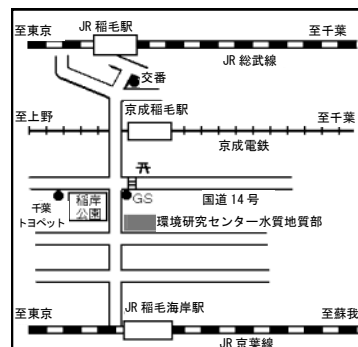 JR 稲毛駅
至東京
至千葉
JR 総武線
交番
至上野
京成稲毛駅
至千葉
京成電鉄
GS
国道 14 号
千葉
トヨペット
稲岸
公園
環境研究センター水質地質部
至東京
JR 稲毛海岸駅
至蘇我
JR 京葉線